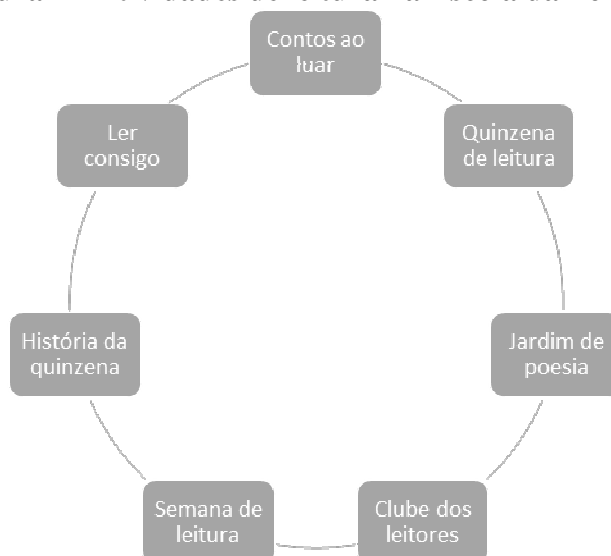 Contos ao
luar
Quinzena
de leitura
Jardim de
poesia
Clube dos
leitores
Semana de
leitura
História da
quinzena
Ler
consigo